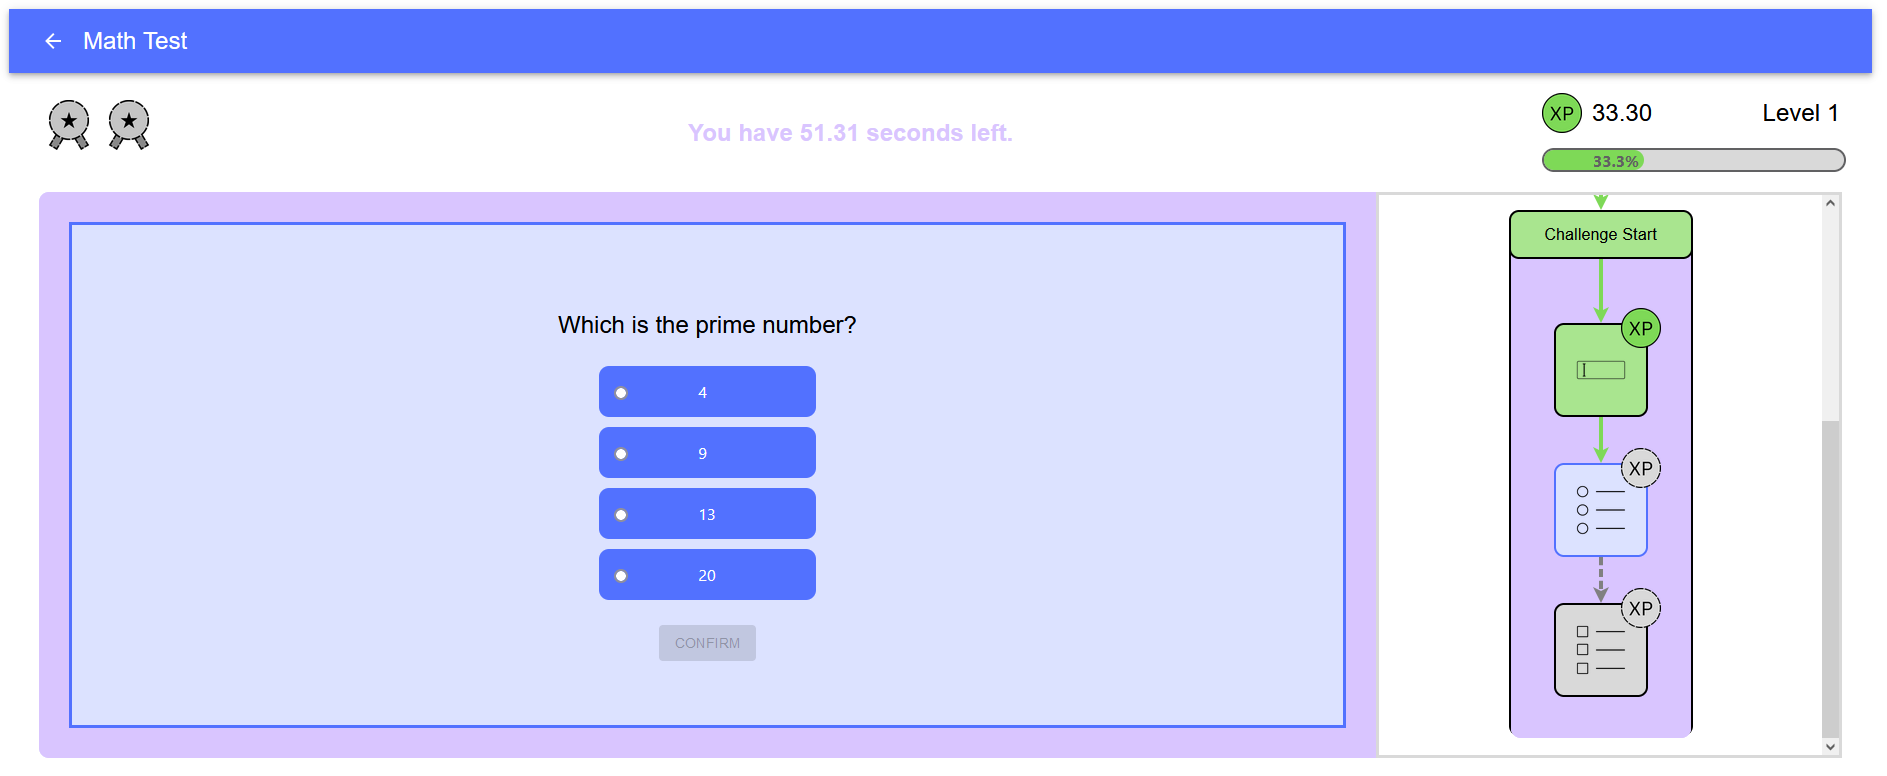 Math Test
You have 51.31 seconds left.
XP 33.30
Level 1
33.3%
Which is the prime number?
4
9
13
20
CONFIRM
Challenge Start
XP
XP
XP